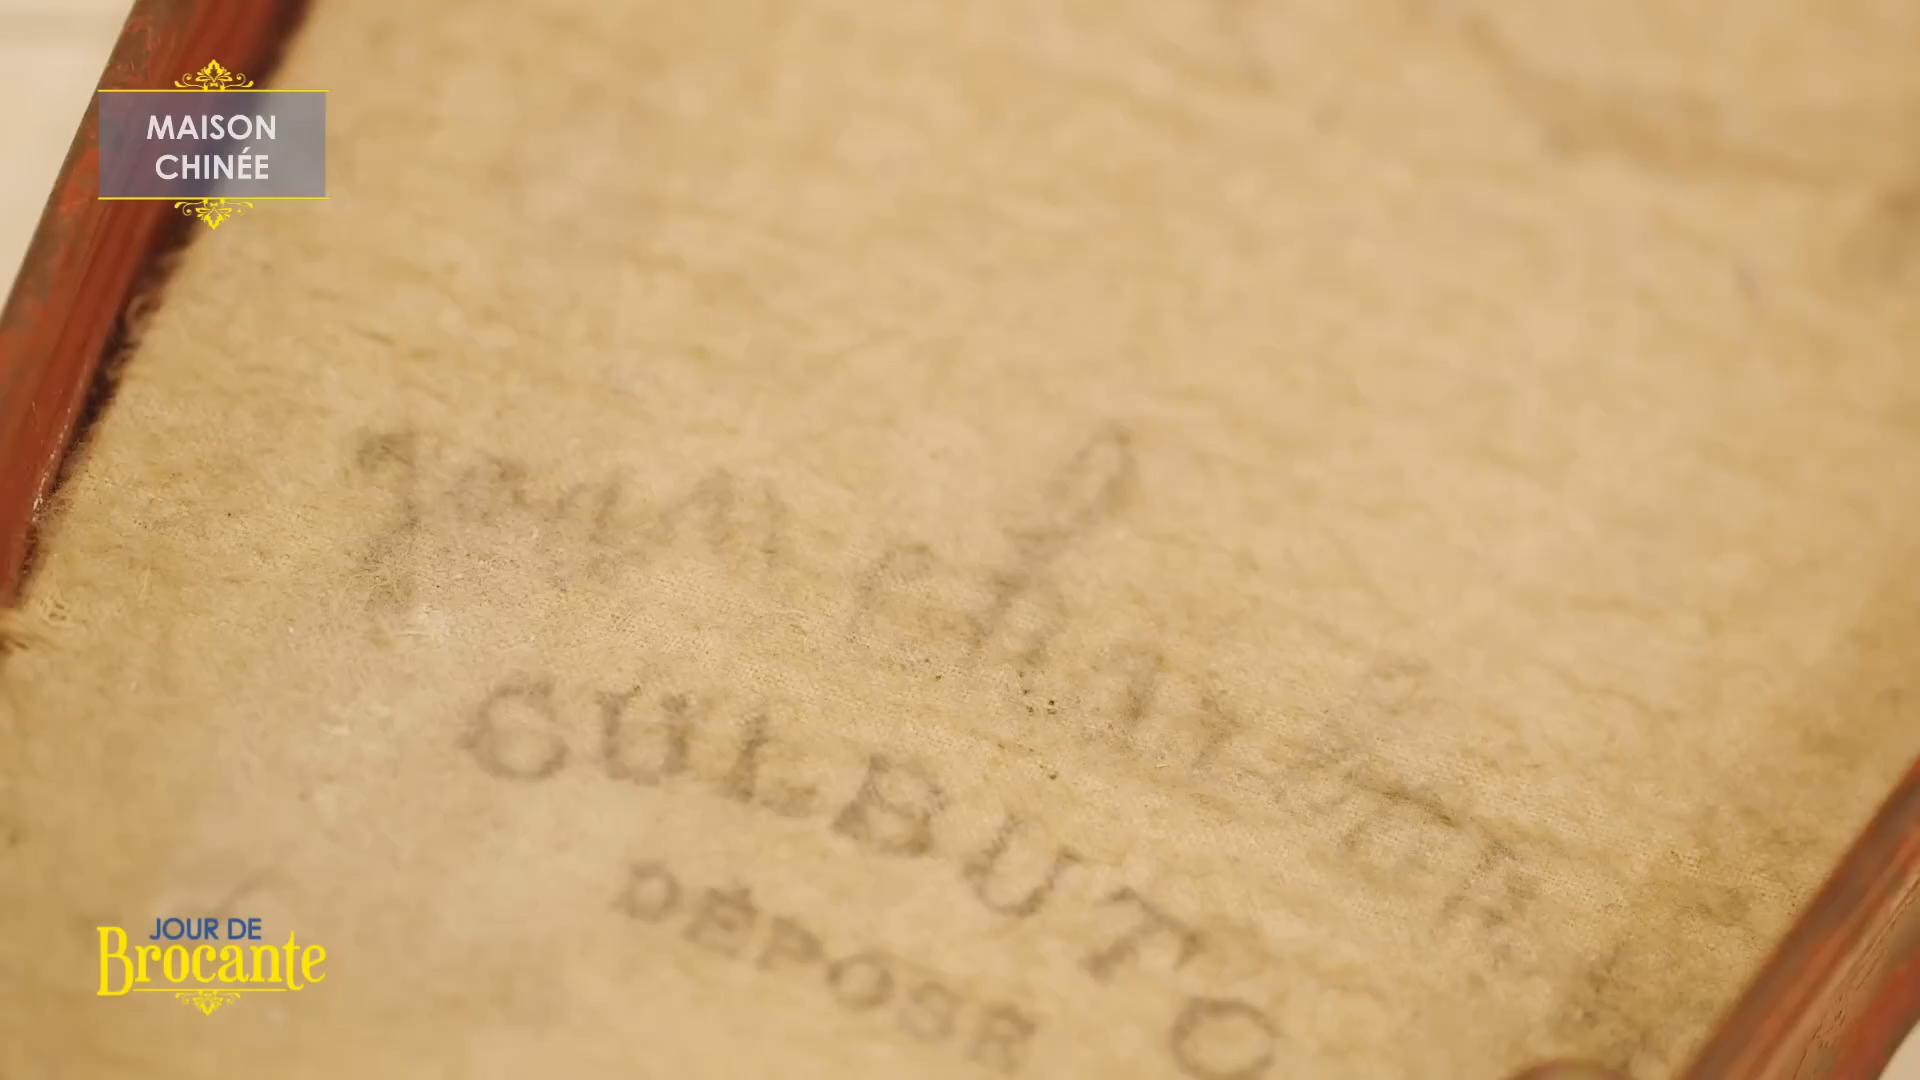 MAISON
CHINÉE
CULBUTO
DÉPOSÉ
JOUR DE
Brocante